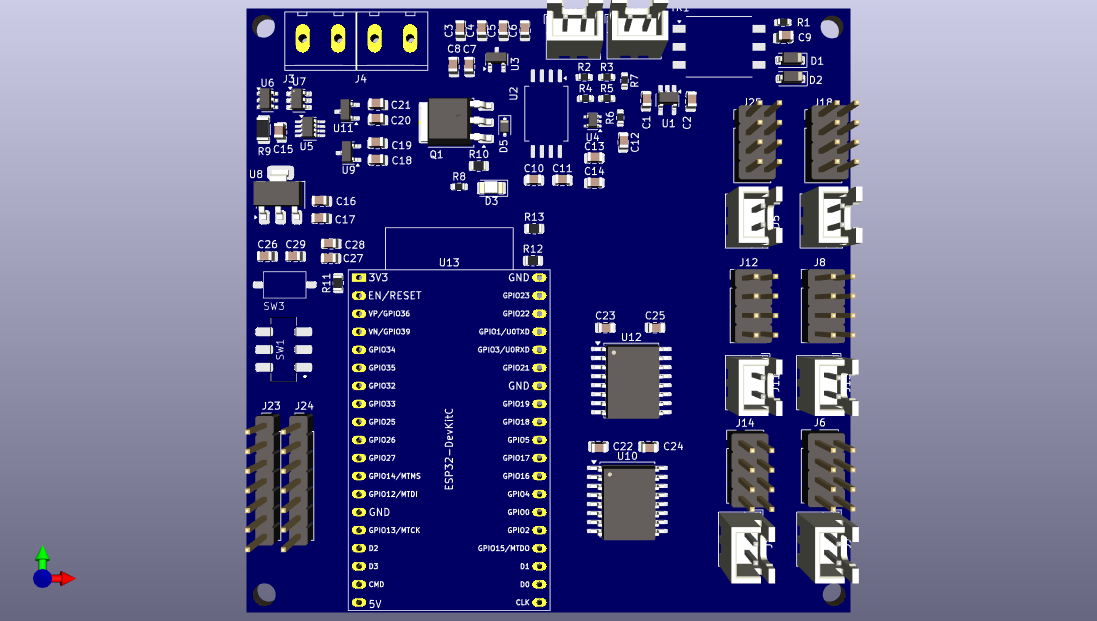 C3
C4
C5
C6
R1
C9
J3
J4
C8
C7
U3
D1
D2
U6
U7
U2
R2
R3
R7
R4
R5
R6
C1
U1
C2
J18
U11
C21
C20
Q1
D5
U4
C12
R9
C15
U5
U9
C19
C18
R10
C13
C14
U8
R8
D3
C10
C11
C16
C17
R13
C26
C29
C28
C27
R12
U13
J12
J8
SW3
R11
3V3
GND
EN/RESET
GPIO23
VP/GPIO36
GPIO22
VN/GPIO39
GPIO1/U0TXD
GPIO34
GPIO3/U0RXD
GPIO35
GPIO21
GPIO32
GND
GPIO33
GPIO19
GPIO25
GPIO18
GPIO26
GPIO5
GPIO27
GPIO17
GPIO14/MTMS
GPIO16
GPIO12/MTDI
GPIO4
GND
GPIO0
GPIO13/MTCK
GPIO2
D2
GPIO15/MTDO
D3
D1
CMD
D0
5V
CLK
ESP32-DevKitC
SW1
C23
C25
U12
J23
J24
J14
J6
C22
C24
U10